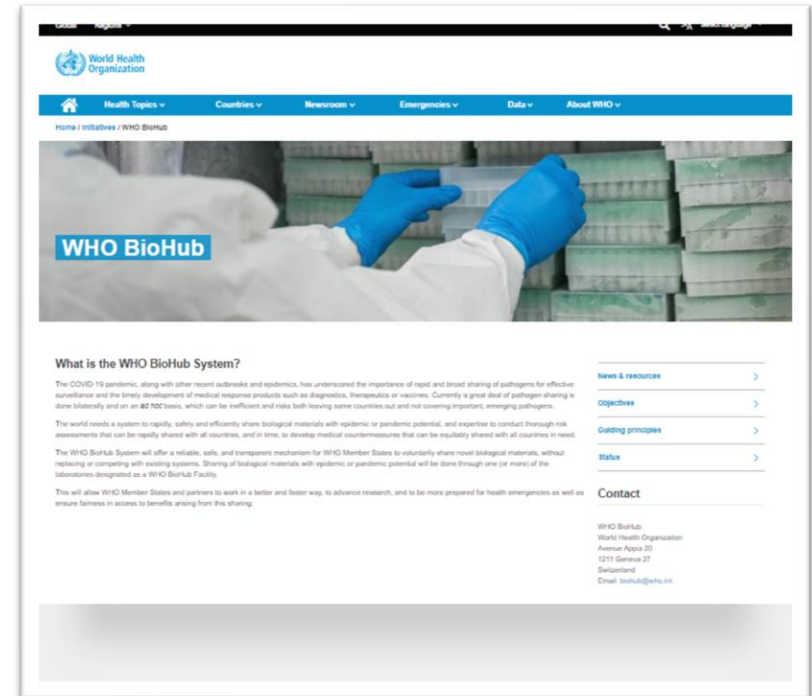 Global Regions
Select language
World Health
Organization
Health Topics Countries Newsroom Emergencies Data About WHO
Home / Initiatives / WHO BioHub
WHO BioHub
What is the WHO BioHub System?
The COVID-19 pandemic, along with other recent outbreaks and epidemics, has underscored the importance of rapid and broad sharing of pathogens for effective
surveillance and the timely development of medical response products such as diagnostics, therapeutics or vaccines. Currently a great deal of pathogen sharing is
done bilaterally and on an ad hoc basis, which can be inefficient and risks both leaving some countries out and not covering important, emerging pathogens.
The world needs a system to rapidly, safely and efficiently share biological materials with epidemic or pandemic potential, and expertise to conduct thorough risk
assessments that can be rapidly shared with all countries, and in time, to develop medical countermeasures that can be equitably shared with all countries in need.
The WHO BioHub System will offer a reliable, safe, and transparent mechanism for WHO Member States to voluntarily share novel biological materials, without
replacing or competing with existing systems. Sharing of biological materials with epidemic or pandemic potential will be done through one (or more) of the
laboratories designated as a WHO BioHub Facility.
This will allow WHO Member States and partners to work in a better and faster way, to advance research, and to be more prepared for health emergencies as well as
ensure fairness in access to benefits arising from this sharing.
News & resources
Objectives
Guiding principles
Status
Contact
WHO BioHub
World Health Organization
Avenue Appia 20
1211 Geneva 27
Switzerland
Email: biohub@who.int